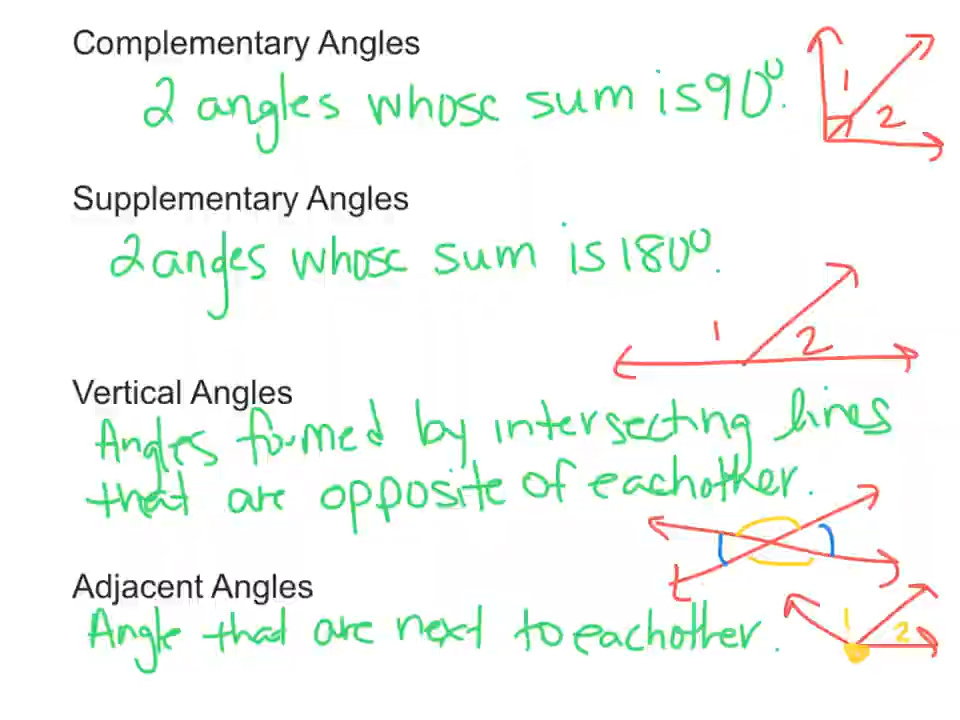 Complementary Angles
2 angles whose sum is 90°.
1
2
Supplementary Angles
2 anges whose sum is 180°.
1
2
Vertical Angles
Angles formed by intersecting lines
that are opposite of eachother.
Adjacent Angles
Angle that are next to eachother.
1
2